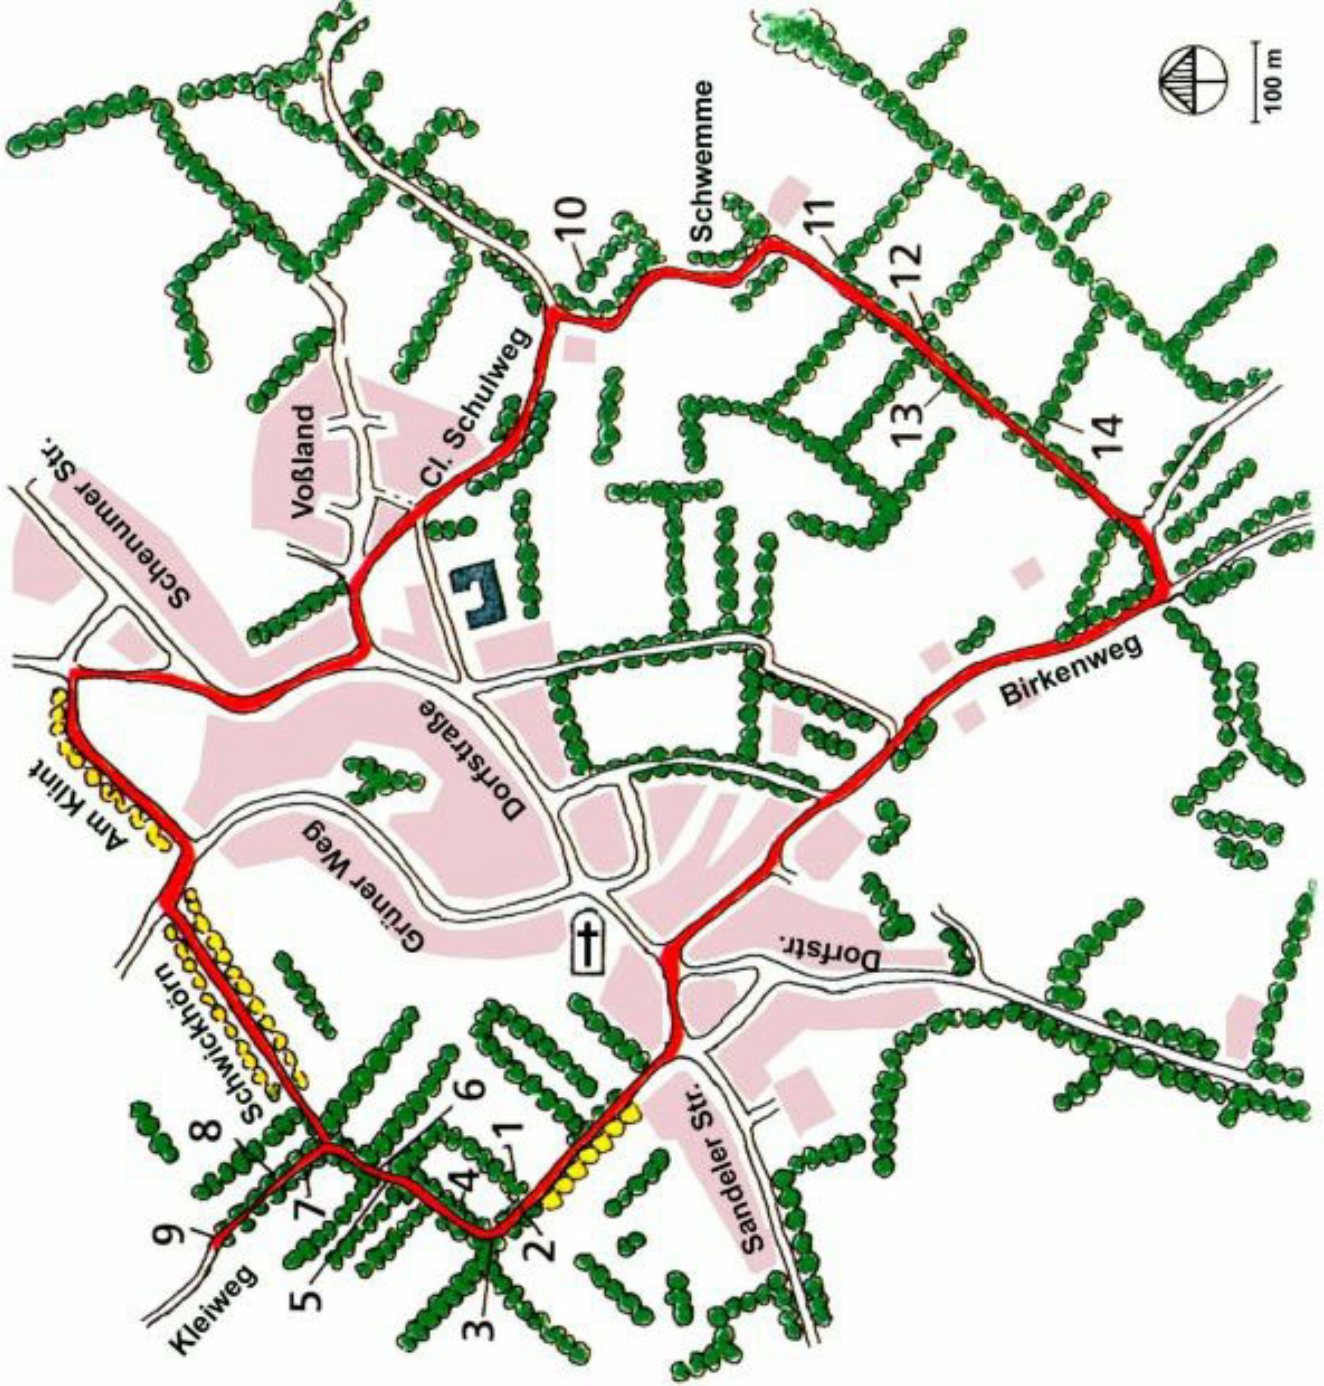 Schenumer Str.
Voßland
Cl. Schulweg
10
Schwemme
100 m
11
12
13
14
Am Klint
Grüner Weg
Dorfstraße
Birkenweg
Schwickhörn
Dorfstr.
Sandeler Str.
8
9
7
6
5
4
1
2
3
Kleiweg